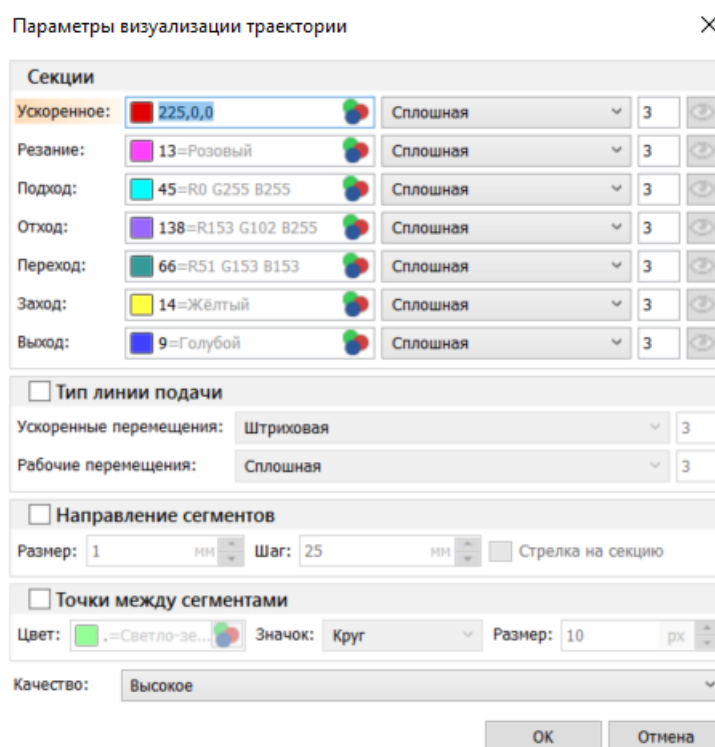 Параметры визуализации траектории
Секции
Ускоренное: 225,0,0 Сплошная 3
Резание: 13=Розовый Сплошная 3
Подход: 45=R0 G255 B255 Сплошная 3
Отход: 138=R153 G102 B255 Сплошная 3
Переход: 66=R51 G153 B153 Сплошная 3
Заход: 14=Жёлтый Сплошная 3
Выход: 9=Голубой Сплошная 3
Тип линии подачи
Ускоренные перемещения: Штриховая 3
Рабочие перемещения: Сплошная 3
Направление сегментов
Размер: 1 мм Шаг: 25 мм Стрелка на секцию
Точки между сегментами
Цвет: .=Светло-зе... Значок: Круг Размер: 10 px
Качество: Высокое
ОК Отмена